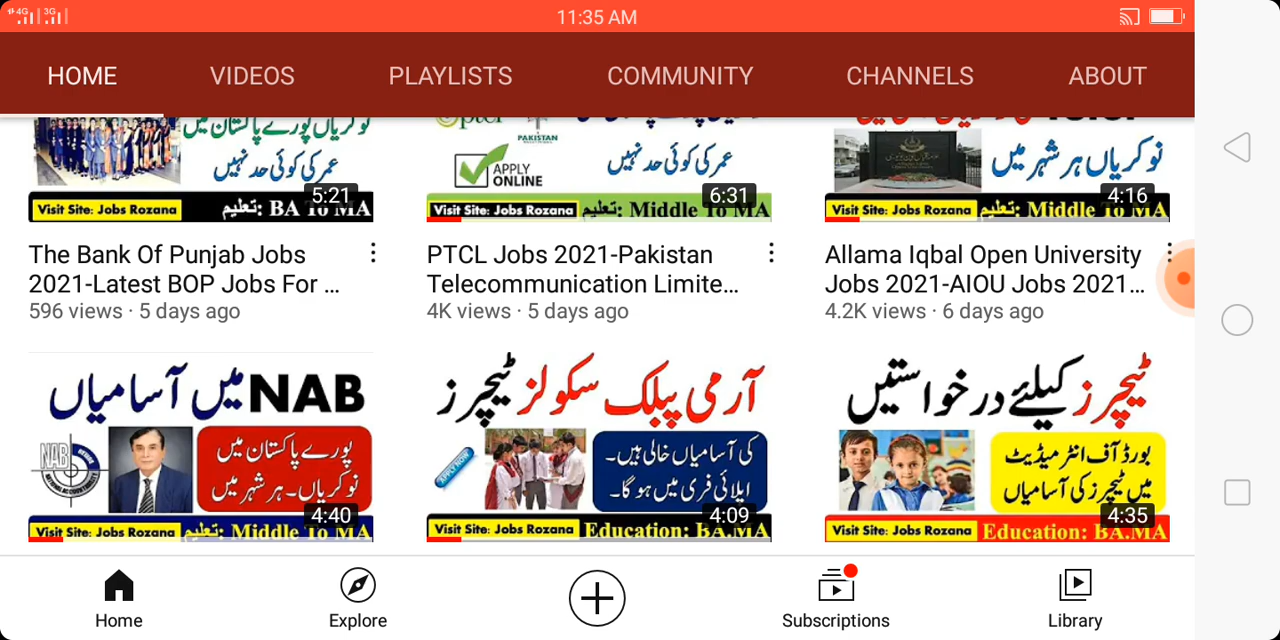 4G 3G 11:35 AM
HOME VIDEOS PLAYLISTS COMMUNITY CHANNELS ABOUT
نوکریاں پورے پاکستان میں
عمر کی کوئی حد نہیں
5:21
Visit Site: Jobs Rozana تعلیم: BA To MA
ptcl
PAKISTAN
عمر کی کوئی حد نہیں
APPLY
ONLINE
6:31
Visit Site: Jobs Rozana تعلیم: Middle To MA
نوکریاں ہر شہر میں
4:16
Visit Site: Jobs Rozana تعلیم: Middle To MA
The Bank Of Punjab Jobs
2021-Latest BOP Jobs For ...
596 views · 5 days ago
PTCL Jobs 2021-Pakistan
Telecommunication Limite...
4K views · 5 days ago
Allama Iqbal Open University
Jobs 2021-AIOU Jobs 2021...
4.2K views · 6 days ago
NAB میں آسامیاں
NAB
پورے پاکستان میں
نوکریاں۔ ہر شہر میں
4:40
Visit Site: Jobs Rozana تعلیم: Middle To MA
آرمی پبلک سکولز ٹیچرز
APPLY NOW
کی آسامیاں خالی ہیں۔
اپلائی فری میں ہو گا۔
4:09
Visit Site: Jobs Rozana Education: BA.MA
ٹیچرز کیلئے درخواستیں
بورڈ آف انٹرمیڈیٹ
میں ٹیچرز کی آسامیاں
4:35
Visit Site: Jobs Rozana Education: BA.MA
Home Explore Subscriptions Library